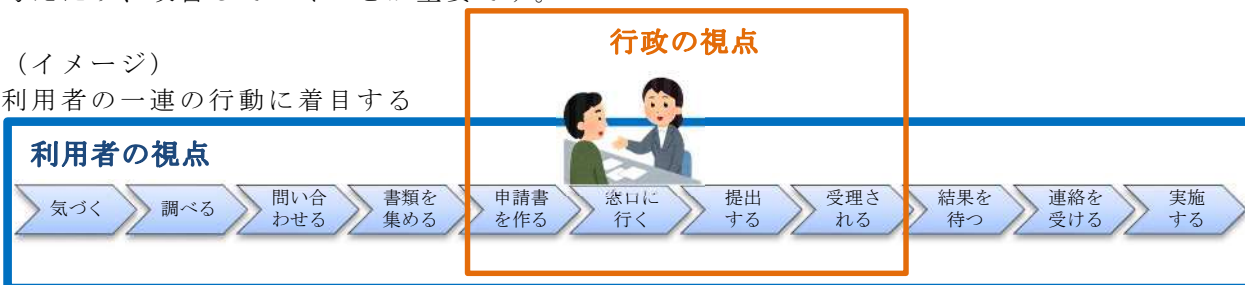 行政の視点
（イメージ）
利用者の一連の行動に着目する
利用者の視点
気づく
調べる
問い合
わせる
書類を
集める
申請書
を作る
窓口に
行く
提出
する
受理さ
れる
結果を
待つ
連絡を
受ける
実施
する